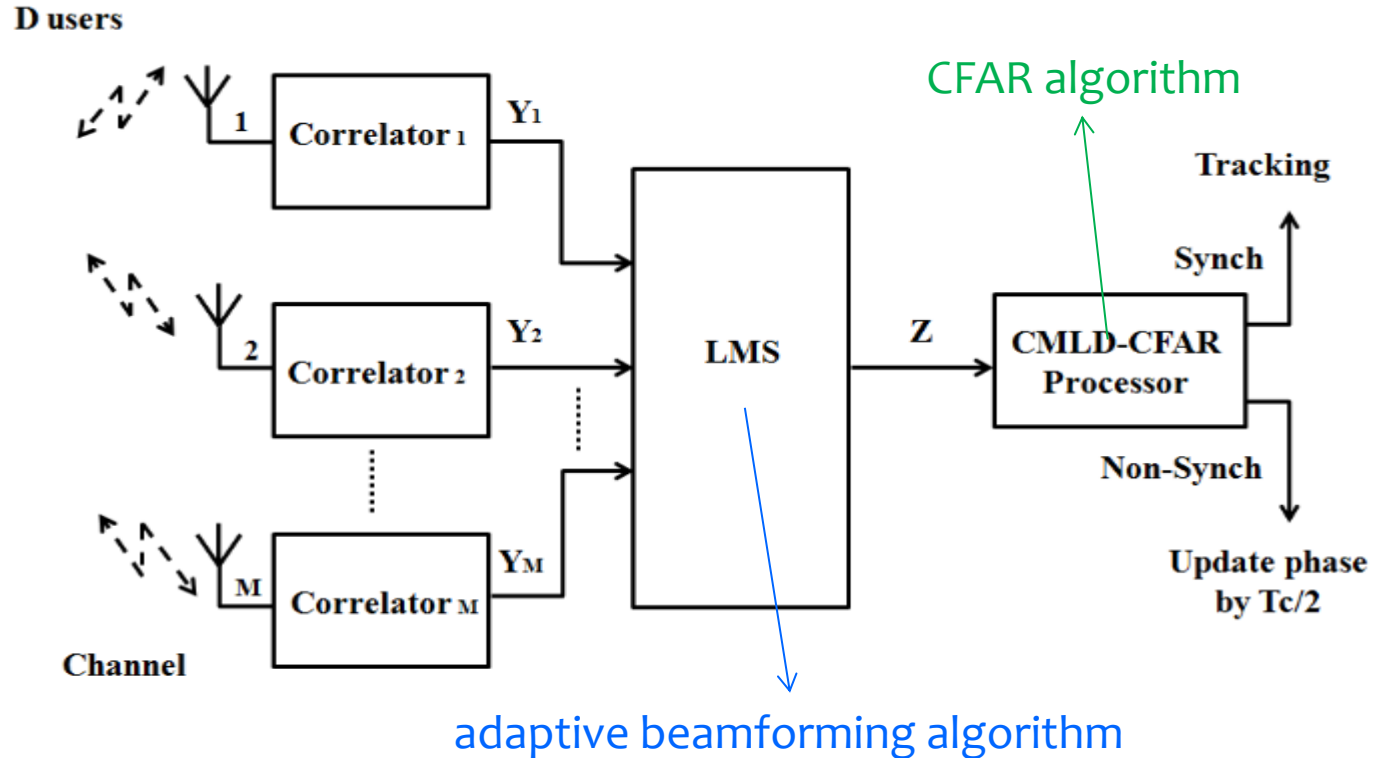 D users
CFAR algorithm
1
Correlator 1
Y1
Tracking
Synch
2
Correlator 2
Y2
LMS
Z
CMLD-CFAR
Processor
Non-Synch
M
Correlator M
YM
Update phase
by Tc/2
Channel
adaptive beamforming algorithm